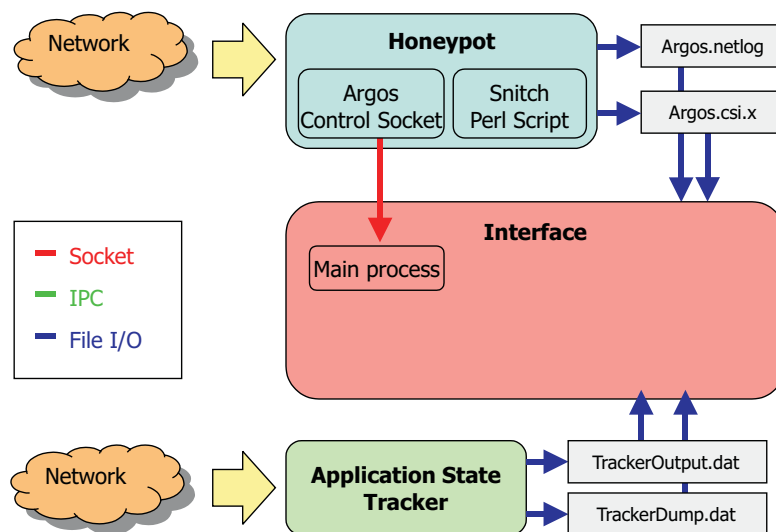 Network
Honeypot
Argos
Control Socket
Snitch
Perl Script
Argos.netlog
Argos.csi.x
Interface
Main process
Socket
IPC
File I/O
Network
Application State
Tracker
TrackerOutput.dat
TrackerDump.dat